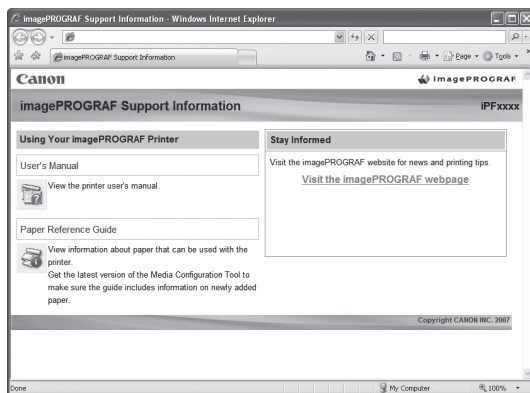 imagePROGRAF Support Information - Windows Internet Explorer
imagePROGRAF Support Information
Page
Tools
Canon
imagePROGRAF
imagePROGRAF Support Information
iPFxxxx
Using Your imagePROGRAF Printer
User's Manual
View the printer user's manual.
Paper Reference Guide
View information about paper that can be used with the
printer.
Get the latest version of the Media Configuration Tool to
make sure the guide includes information on newly added
paper.
Stay Informed
Visit the imagePROGRAF website for news and printing tips.
Visit the imagePROGRAF webpage
Copyright CANON INC. 2007
Done
My Computer
100%